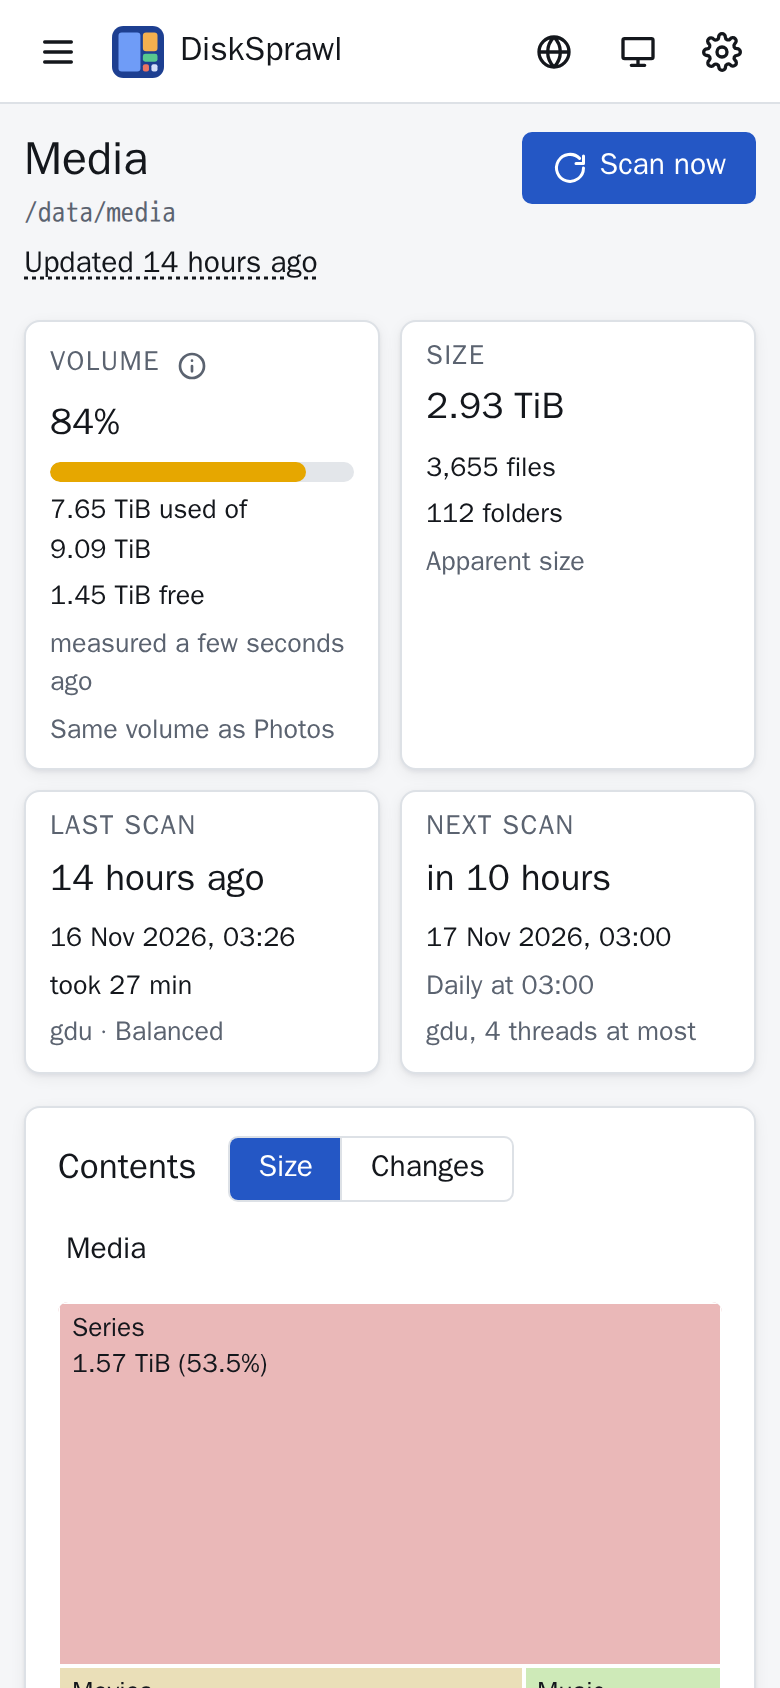 DiskSprawl
Media
Scan now
/data/media
Updated 14 hours ago
VOLUME
84%
7.65 TiB used of
9.09 TiB
1.45 TiB free
measured a few seconds
ago
Same volume as Photos
SIZE
2.93 TiB
3,655 files
112 folders
Apparent size
LAST SCAN
14 hours ago
16 Nov 2026, 03:26
took 27 min
gdu · Balanced
NEXT SCAN
in 10 hours
17 Nov 2026, 03:00
Daily at 03:00
gdu, 4 threads at most
Contents
Size
Changes
Media
Series
1.57 TiB (53.5%)
Movies
Music